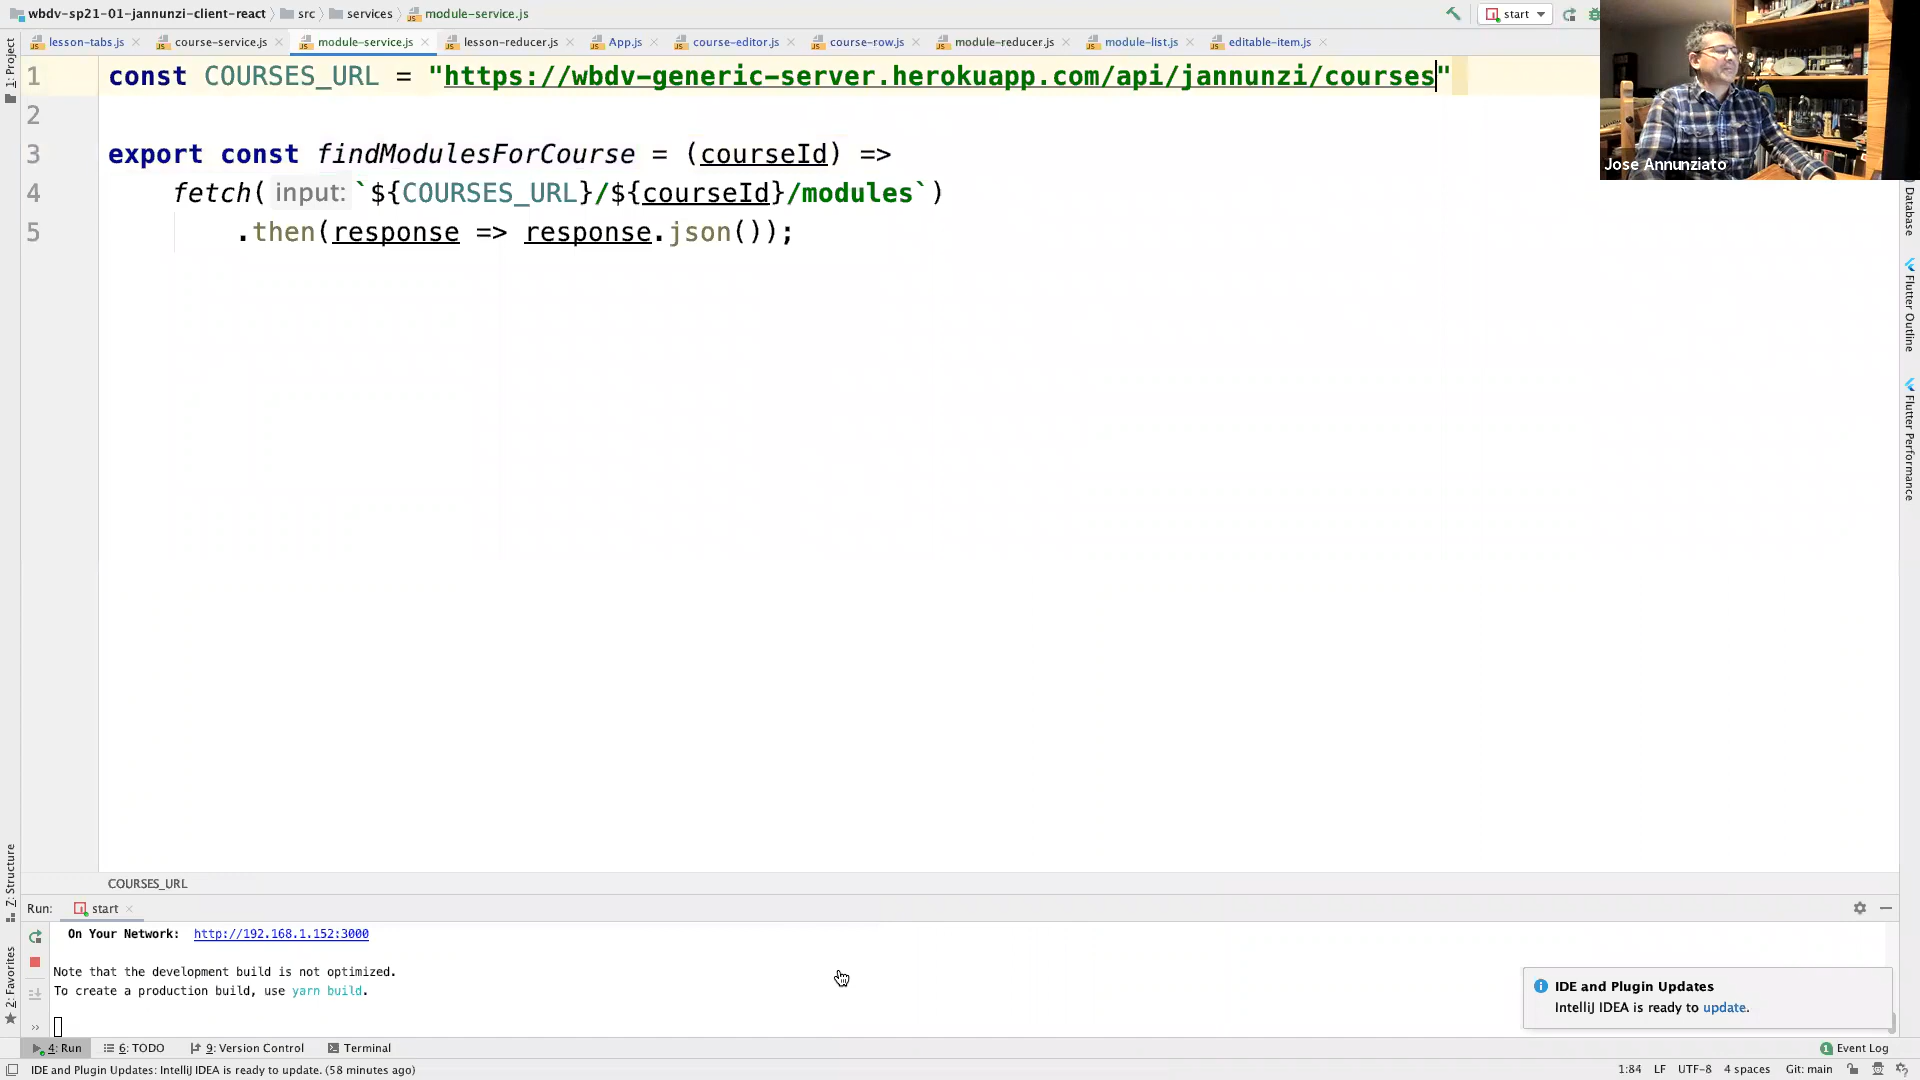 wbdv-sp21-01-jannunzi-client-react src services module-service.js start
lesson-tabs.js course-service.js module-service.js lesson-reducer.js App.js course-editor.js course-row.js module-reducer.js module-list.js editable-item.js
1 const COURSES_URL = "https://wbdv-generic-server.herokuapp.com/api/jannunzi/courses"
2
3 export const findModulesForCourse = (courseId) =>
4 fetch( input: `${COURSES_URL}/${courseId}/modules`)
5 .then(response => response.json());
Jose Annunziato
1: Project
Database
Flutter Outline
Flutter Performance
Z: Structure
2: Favorites
COURSES_URL
Run: start
On Your Network: http://192.168.1.152:3000
Note that the development build is not optimized.
To create a production build, use yarn build.
IDE and Plugin Updates
IntelliJ IDEA is ready to update.
4: Run 6: TODO 9: Version Control Terminal 1 Event Log
IDE and Plugin Updates: IntelliJ IDEA is ready to update. (58 minutes ago) 1:84 LF UTF-8 4 spaces Git: main